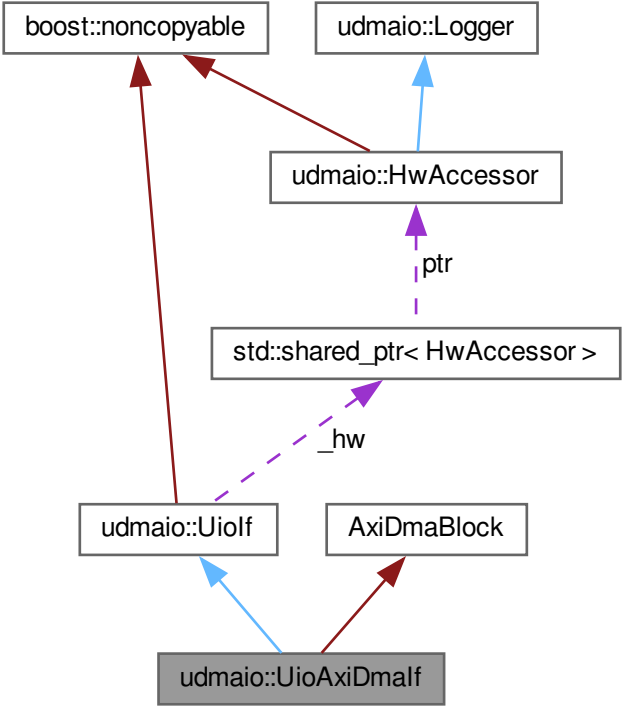 boost::noncopyable
udmaio::Logger
udmaio::HwAccessor
ptr
std::shared_ptr< HwAccessor >
_hw
udmaio::UioIf
AxiDmaBlock
udmaio::UioAxiDmaIf